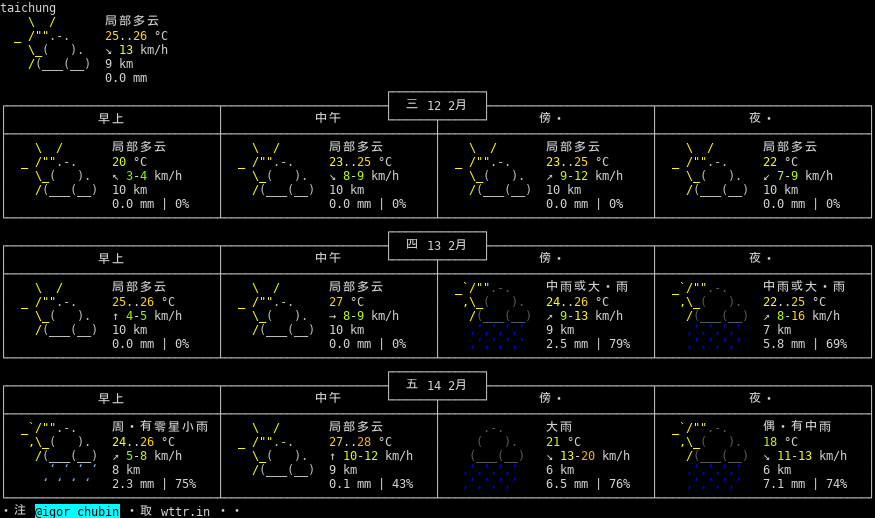 taichung
局部多云
25..26 °C
↘ 13 km/h
9 km
0.0 mm
三 12 2月
早上 中午 傍・ 夜・
局部多云 局部多云 局部多云 局部多云
20 °C 23..25 °C 23..25 °C 22 °C
↖ 3-4 km/h ↘ 8-9 km/h ↗ 9-12 km/h ↙ 7-9 km/h
10 km 10 km 10 km 10 km
0.0 mm | 0% 0.0 mm | 0% 0.0 mm | 0% 0.0 mm | 0%
四 13 2月
早上 中午 傍・ 夜・
局部多云 局部多云 中雨或大・雨 中雨或大・雨
25..26 °C 27 °C 24..26 °C 22..25 °C
↑ 4-5 km/h → 8-9 km/h ↗ 9-13 km/h ↗ 8-16 km/h
10 km 10 km 9 km 7 km
0.0 mm | 0% 0.0 mm | 0% 2.5 mm | 79% 5.8 mm | 69%
五 14 2月
早上 中午 傍・ 夜・
周・有零星小雨 局部多云 大雨 偶・有中雨
24..26 °C 27..28 °C 21 °C 18 °C
↗ 5-8 km/h ↑ 10-12 km/h ↘ 13-20 km/h ↘ 11-13 km/h
8 km 9 km 6 km 6 km
2.3 mm | 75% 0.1 mm | 43% 6.5 mm | 76% 7.1 mm | 74%
・注 @igor_chubin ・取 wttr.in ・・